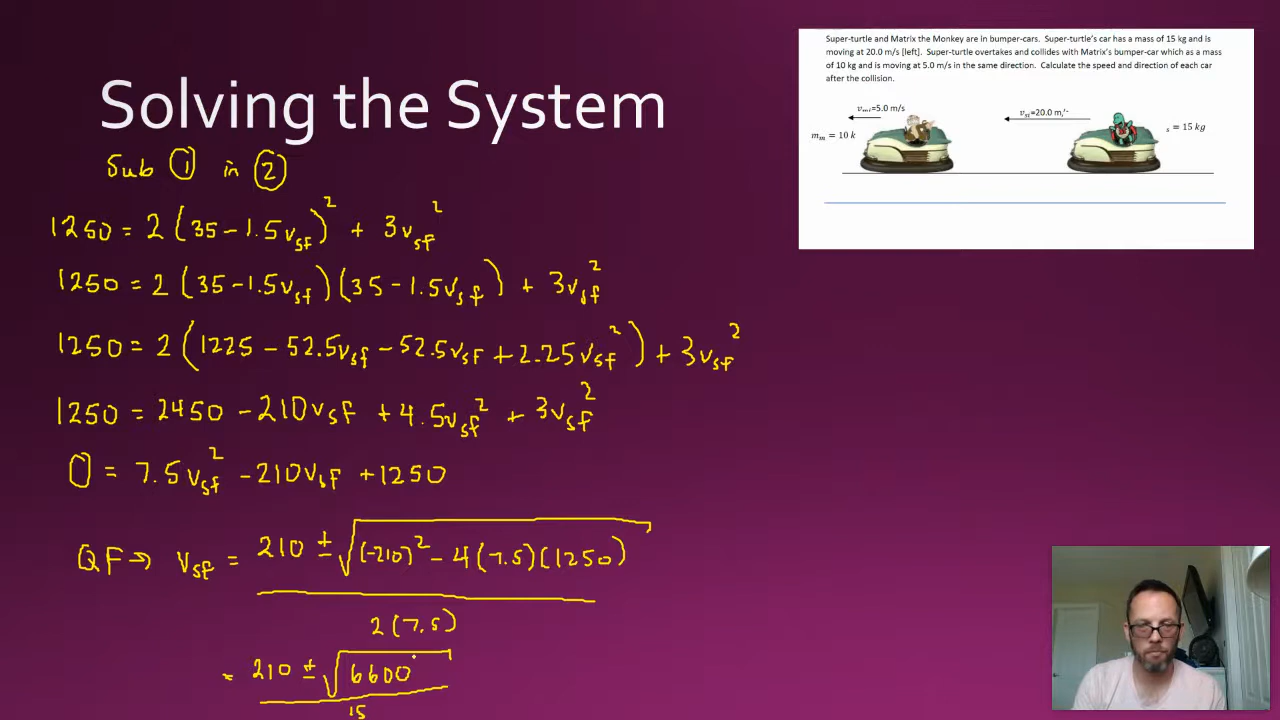 Solving the System
Sub ① in ②
1250 = 2(35 - 1.5v_sf)² + 3v_sf²
1250 = 2(35 - 1.5v_sf)(35 - 1.5v_sf) + 3v_sf²
1250 = 2(1225 - 52.5v_sf - 52.5v_sf + 2.25v_sf²) + 3v_sf²
1250 = 2450 - 210v_sf + 4.5v_sf² + 3v_sf²
0 = 7.5v_sf² - 210v_sf + 1250
QF → v_sf = (210 ± √((-210)² - 4(7.5)(1250))) / 2(7.5)
= (210 ± √6600) / 15
Super-turtle and Matrix the Monkey are in bumper-cars. Super-turtle's car has a mass of 15 kg and is
moving at 20.0 m/s [left]. Super-turtle overtakes and collides with Matrix's bumper-car which as a mass
of 10 kg and is moving at 5.0 m/s in the same direction. Calculate the speed and direction of each car
after the collision.
v_mi=5.0 m/s
v_si=20.0 m/
m_m = 10 k
s = 15 kg